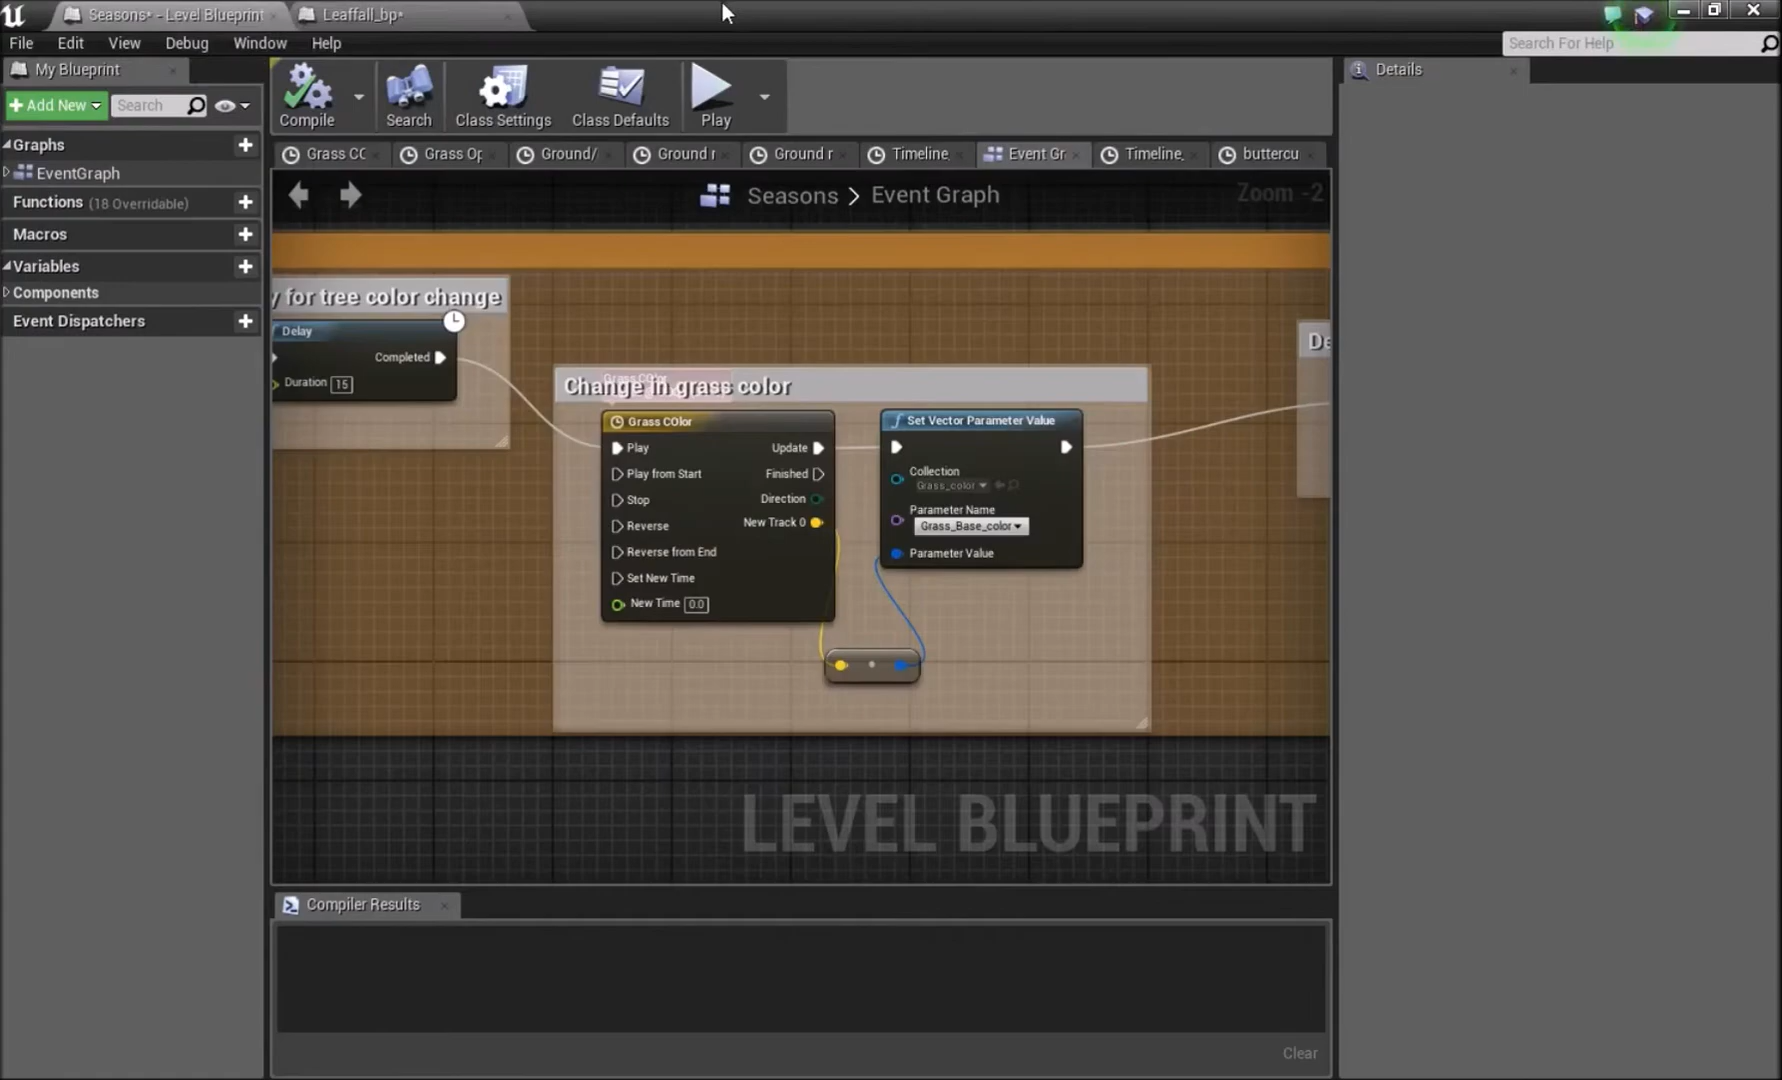 Seasons* - Level Blueprint
Leaffall_bp*
File Edit View Debug Window Help
Search For Help
My Blueprint
Details
Add New
Search
Compile
Search
Class Settings
Class Defaults
Play
Graphs
EventGraph
Functions (18 Overridable)
Macros
Variables
Components
Event Dispatchers
Grass CC
Grass Op
Ground/
Ground r
Ground r
Timeline,
Event Gr
Timeline,
buttercu
Seasons > Event Graph
Zoom -2
y for tree color change
Delay
Completed
Duration 15
De
Change in grass color
Grass COlor
Grass COlor
Play
Update
Play from Start
Finished
Stop
Direction
New Track 0
Reverse
Reverse from End
Set New Time
New Time 0.0
Set Vector Parameter Value
Collection
Grass_color
Parameter Name
Grass_Base_color
Parameter Value
LEVEL BLUEPRINT
Compiler Results
Clear